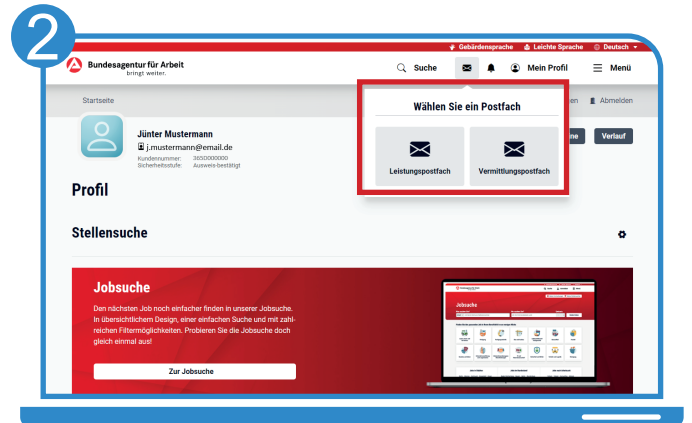 2
Gebärdensprache Leichte Sprache Deutsch
Bundesagentur für Arbeit
bringt weiter.
Suche Mein Profil Menü
Startseite
en Abmelden
Wählen Sie ein Postfach
Leistungspostfach Vermittlungspostfach
ne Verlauf
Jünter Mustermann
j.mustermann@email.de
Kundennummer: 365D000000
Sicherheitsstufe: Ausweis-bestätigt
Profil
Stellensuche
Jobsuche
Den nächsten Job noch einfacher finden in unserer Jobsuche.
In übersichtlichem Design, einer einfachen Suche und mit zahl-
reichen Filtermöglichkeiten. Probieren Sie die Jobsuche doch
gleich einmal aus!
Zur Jobsuche
Jobsuche